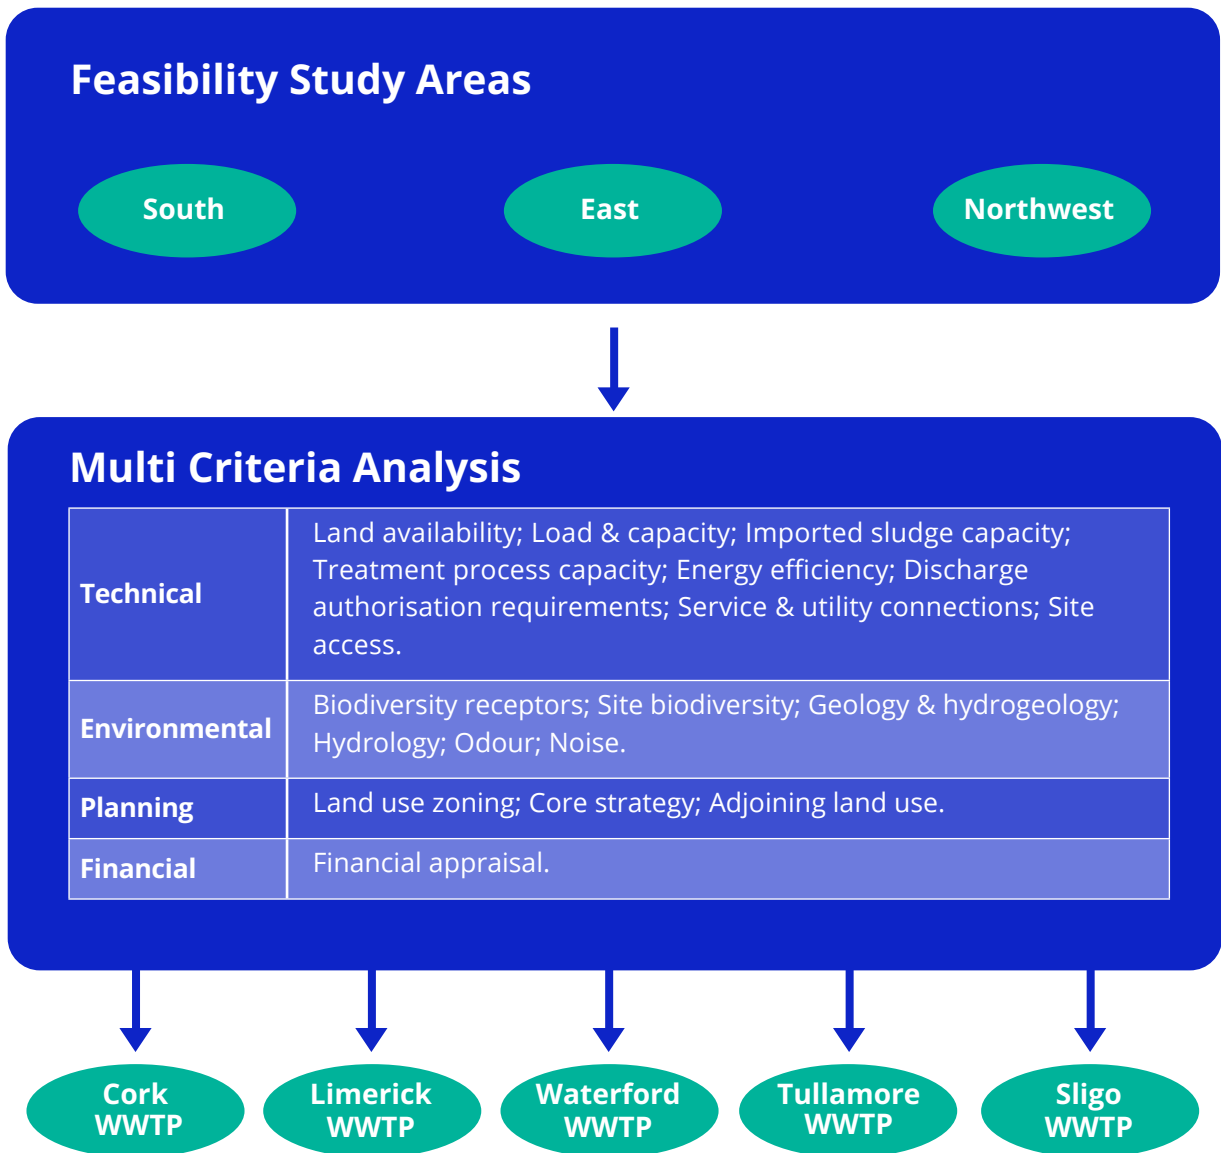 Feasibility Study Areas
South
East
Northwest
Multi Criteria Analysis
Technical
Land availability; Load & capacity; Imported sludge capacity;
Treatment process capacity; Energy efficiency; Discharge
authorisation requirements; Service & utility connections; Site
access.
Environmental
Biodiversity receptors; Site biodiversity; Geology & hydrogeology;
Hydrology; Odour; Noise.
Planning
Land use zoning; Core strategy; Adjoining land use.
Financial
Financial appraisal.
Cork
WWTP
Limerick
WWTP
Waterford
WWTP
Tullamore
WWTP
Sligo
WWTP